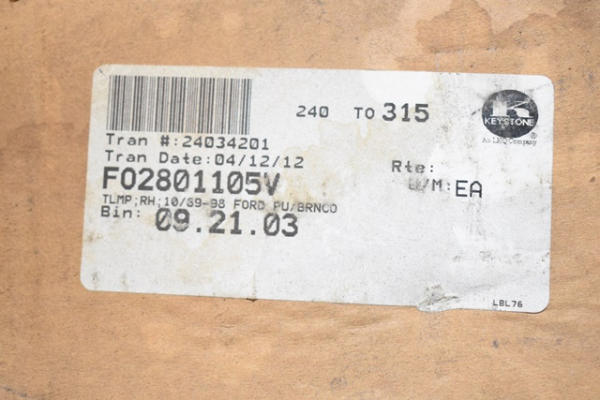 240 TO 315
KEYSTONE
®
An LKQ Company
Tran #:24034201
Tran Date:04/12/12
Rte:
U/M:EA
FO2801105V
TLMP;RH;10/89-98 FORD PU/BRNCO
Bin: 09.21.03
LBL76